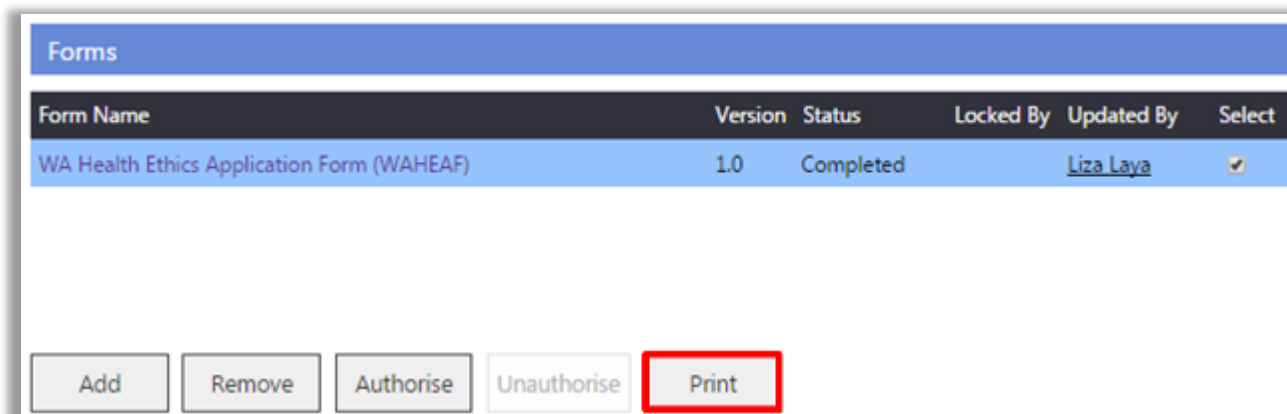 Forms
Form Name Version Status Locked By Updated By Select
WA Health Ethics Application Form (WAHEAF) 1.0 Completed Liza Laya
Add Remove Authorise Unauthorise Print